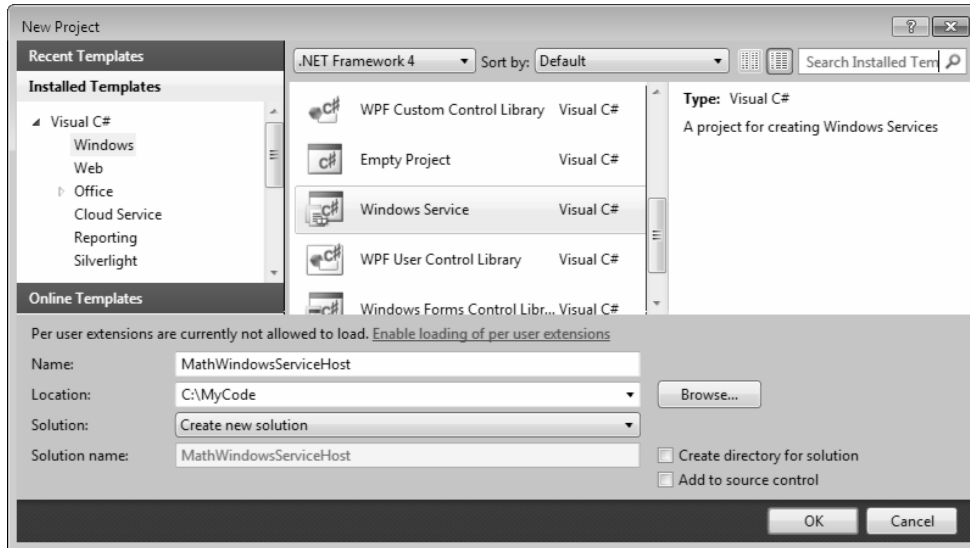 New Project
Recent Templates
.NET Framework 4 Sort by: Default Search Installed Tem
Installed Templates
Visual C#
Windows
Web
Office
Cloud Service
Reporting
Silverlight
Online Templates
WPF Custom Control Library Visual C#
Empty Project Visual C#
Windows Service Visual C#
WPF User Control Library Visual C#
Windows Forms Control Libr... Visual C#
Type: Visual C#
A project for creating Windows Services
Per user extensions are currently not allowed to load. Enable loading of per user extensions
Name: MathWindowsServiceHost
Location: C:\MyCode Browse...
Solution: Create new solution
Solution name: MathWindowsServiceHost
Create directory for solution
Add to source control
OK Cancel